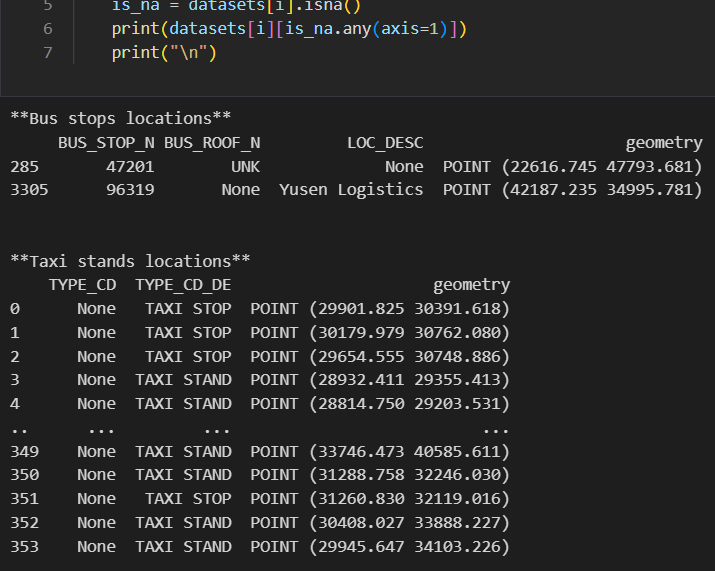 5 is_na = datasets[i].isna()
6 print(datasets[i][is_na.any(axis=1)])
7 print("\n")
**Bus stops locations**
BUS_STOP_N BUS_ROOF_N LOC_DESC geometry
285 47201 UNK None POINT (22616.745 47793.681)
3305 96319 None Yusen Logistics POINT (42187.235 34995.781)
**Taxi stands locations**
TYPE_CD TYPE_CD_DE geometry
0 None TAXI STOP POINT (29901.825 30391.618)
1 None TAXI STOP POINT (30179.979 30762.080)
2 None TAXI STOP POINT (29654.555 30748.886)
3 None TAXI STAND POINT (28932.411 29355.413)
4 None TAXI STAND POINT (28814.750 29203.531)
.. ... ... ...
349 None TAXI STAND POINT (33746.473 40585.611)
350 None TAXI STAND POINT (31288.758 32246.030)
351 None TAXI STOP POINT (31260.830 32119.016)
352 None TAXI STAND POINT (30408.027 33888.227)
353 None TAXI STAND POINT (29945.647 34103.226)